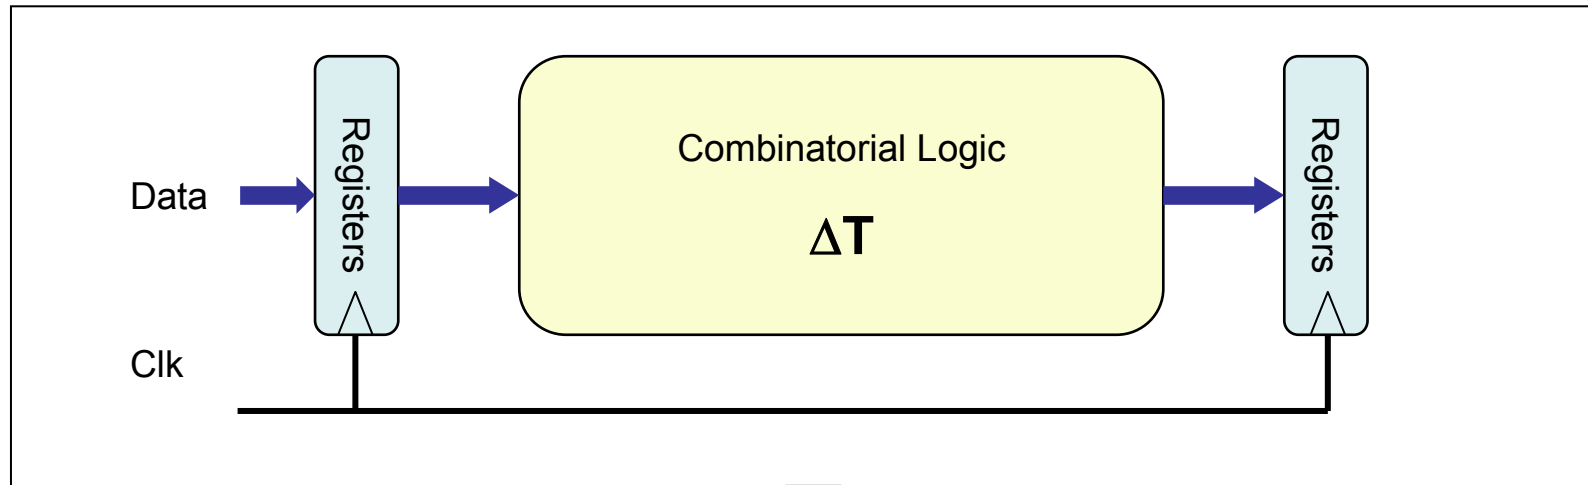 Registers
Combinatorial Logic
ΔT
Registers
Data
Clk